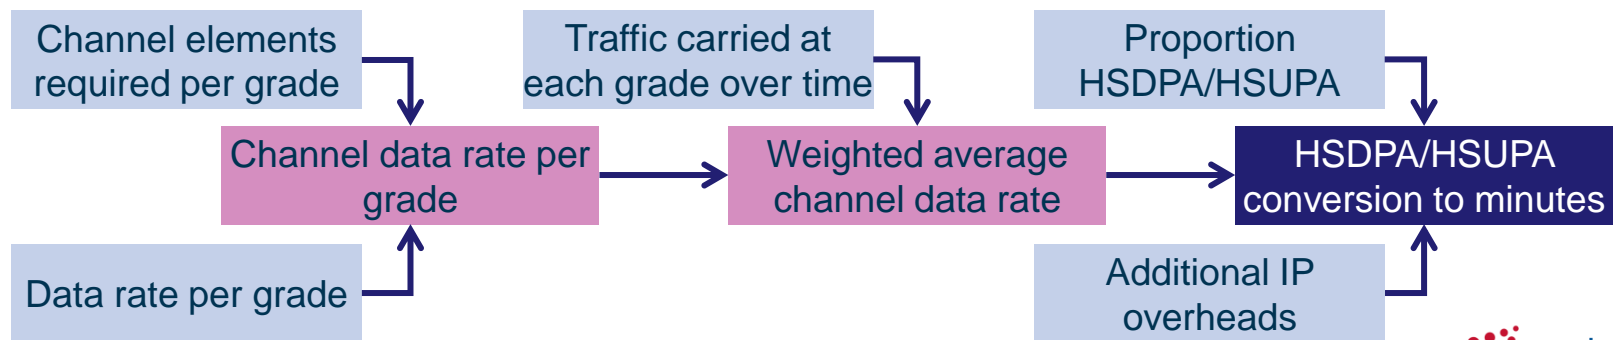 Channel elements
required per grade
Traffic carried at
each grade over time
Proportion
HSDPA/HSUPA
Channel data rate per
grade
Weighted average
channel data rate
HSDPA/HSUPA
conversion to minutes
Data rate per grade
Additional IP
overheads